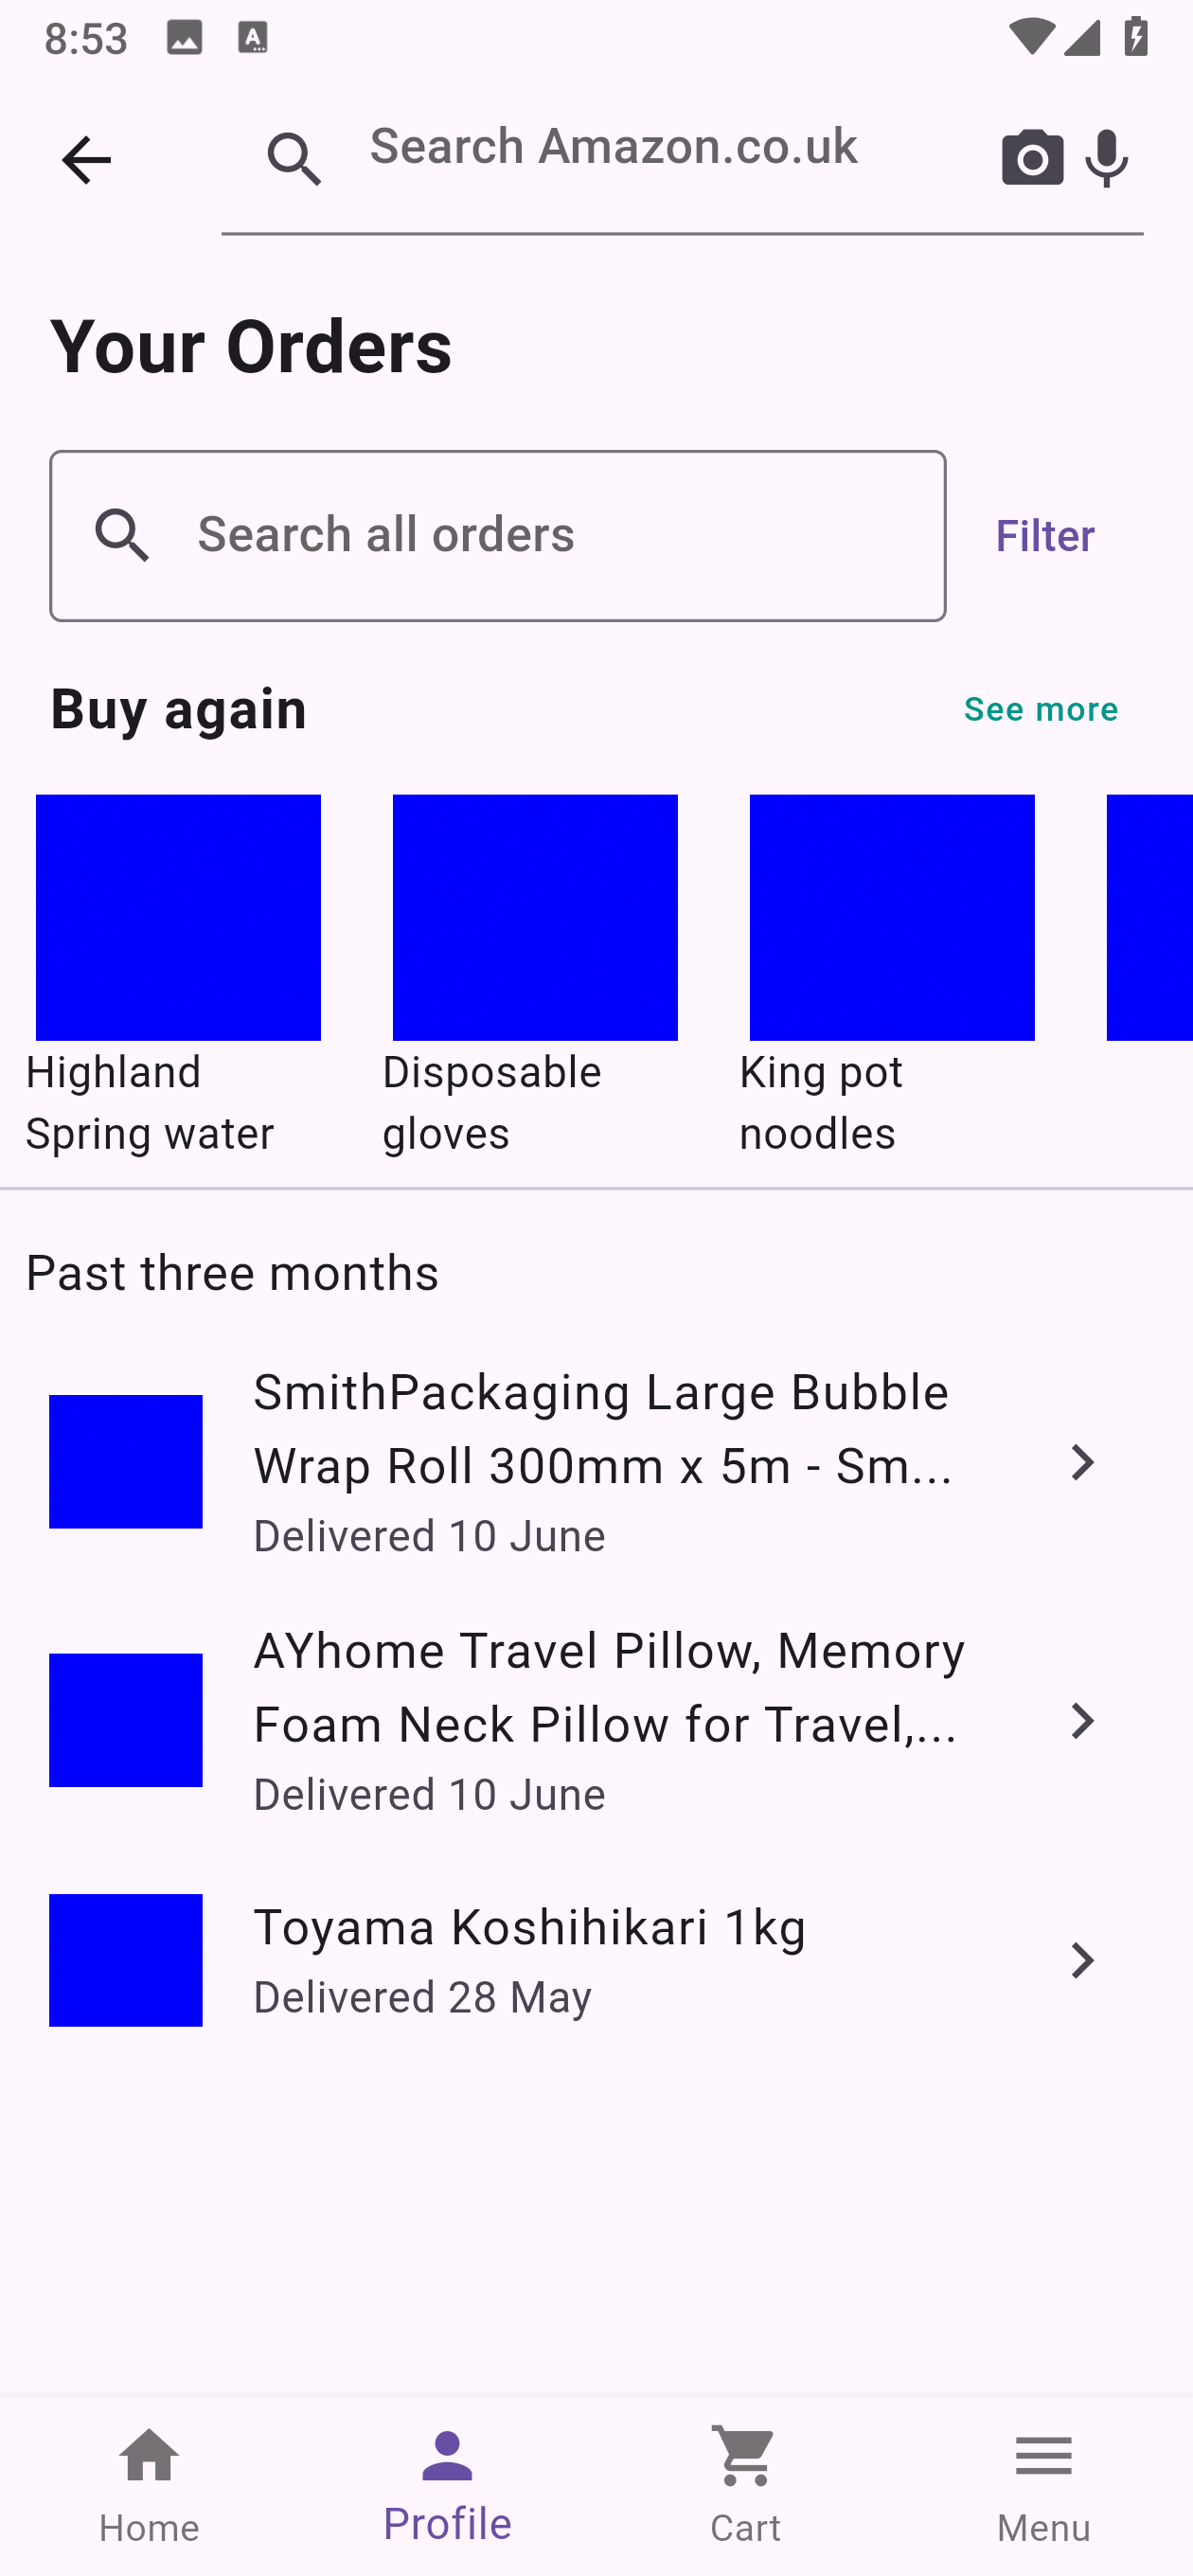 8:53
Search Amazon.co.uk
Your Orders
Search all orders
Filter
Buy again
See more
Highland
Spring water
Disposable
gloves
King pot
noodles
Past three months
SmithPackaging Large Bubble
Wrap Roll 300mm x 5m - Sm...
Delivered 10 June
AYhome Travel Pillow, Memory
Foam Neck Pillow for Travel,...
Delivered 10 June
Toyama Koshihikari 1kg
Delivered 28 May
Home
Profile
Cart
Menu